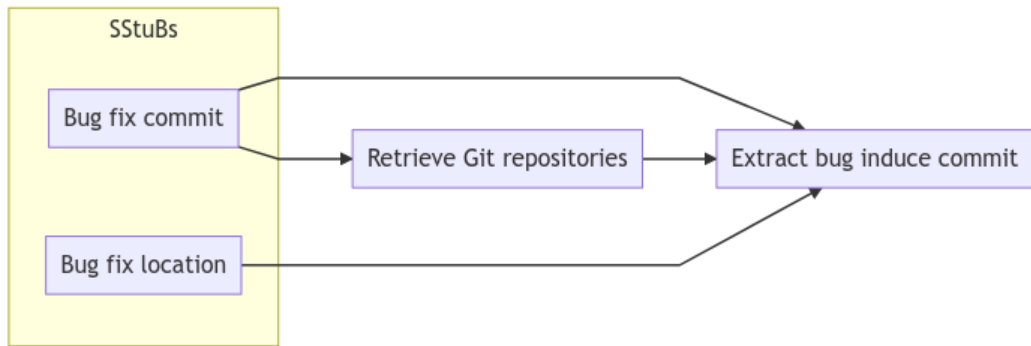 SStuBs
Bug fix commit
Retrieve Git repositories
Extract bug induce commit
Bug fix location